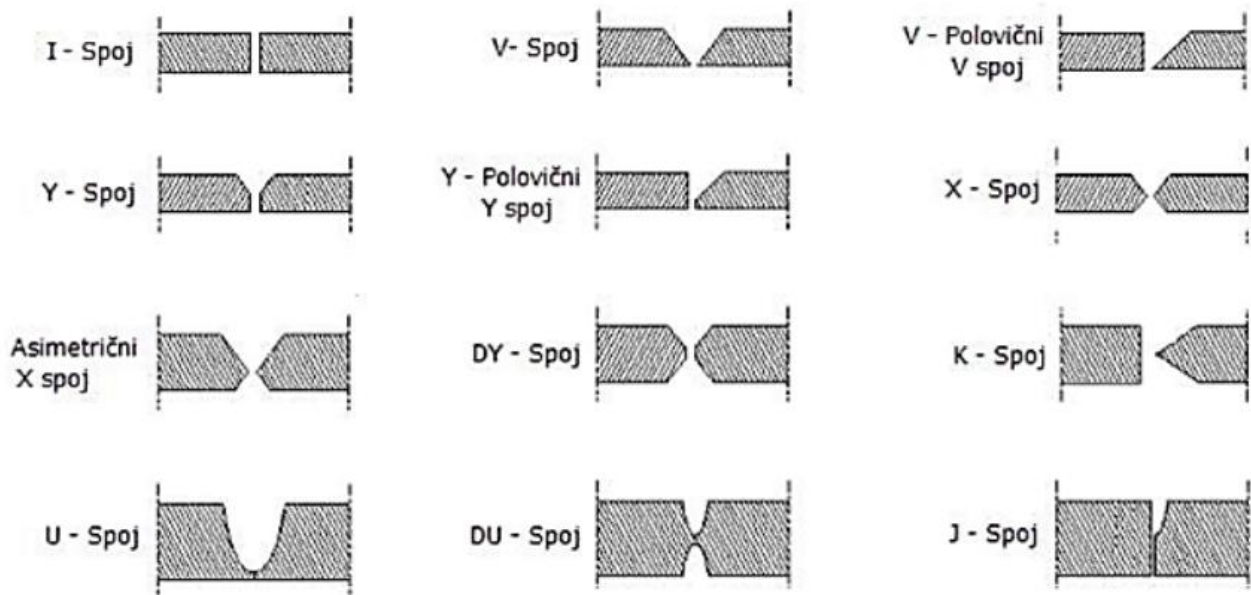 I - Spoj
V- Spoj
V - Polovični
V spoj
Y - Spoj
Y - Polovični
Y spoj
X - Spoj
Asimetrični
X spoj
DY - Spoj
K - Spoj
U - Spoj
DU - Spoj
J - Spoj